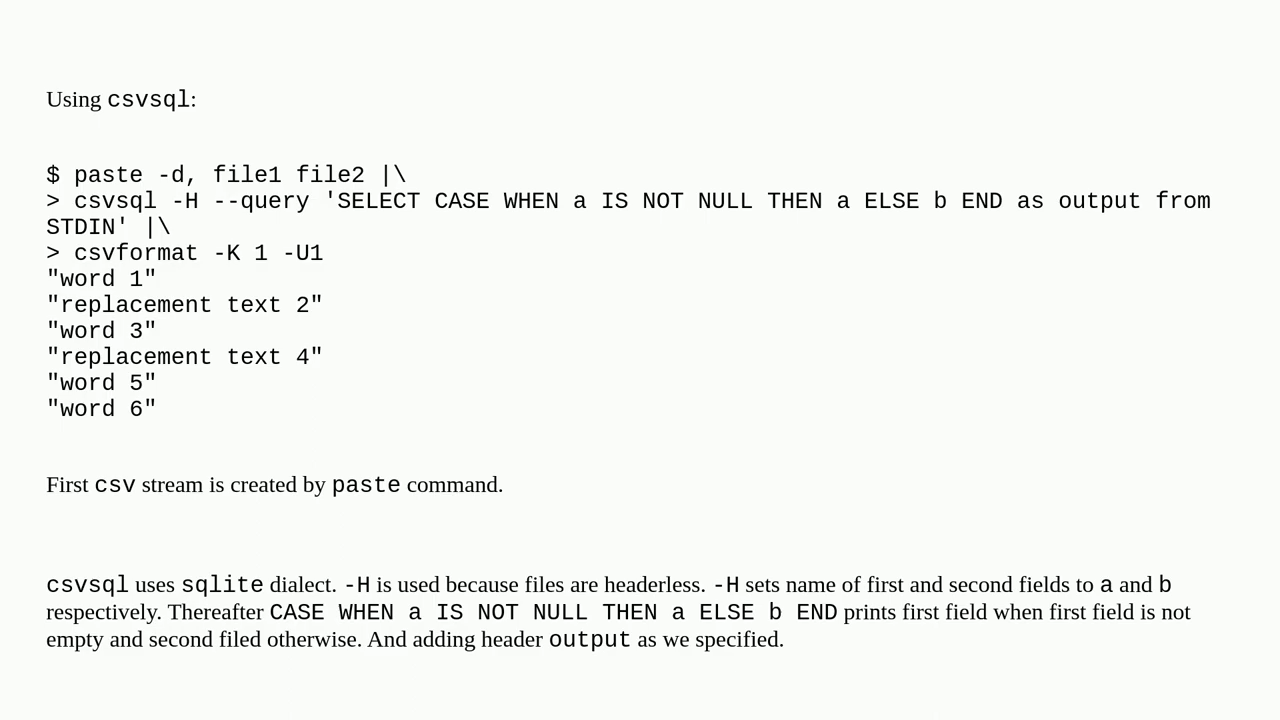 Using csvsql:
$ paste -d, file1 file2 |\
> csvsql -H --query 'SELECT CASE WHEN a IS NOT NULL THEN a ELSE b END as output from
STDIN' |\
> csvformat -K 1 -U1
"word 1"
"replacement text 2"
"word 3"
"replacement text 4"
"word 5"
"word 6"
First csv stream is created by paste command.
csvsql uses sqlite dialect. -H is used because files are headerless. -H sets name of first and second fields to a and b
respectively. Thereafter CASE WHEN a IS NOT NULL THEN a ELSE b END prints first field when first field is not
empty and second filed otherwise. And adding header output as we specified.